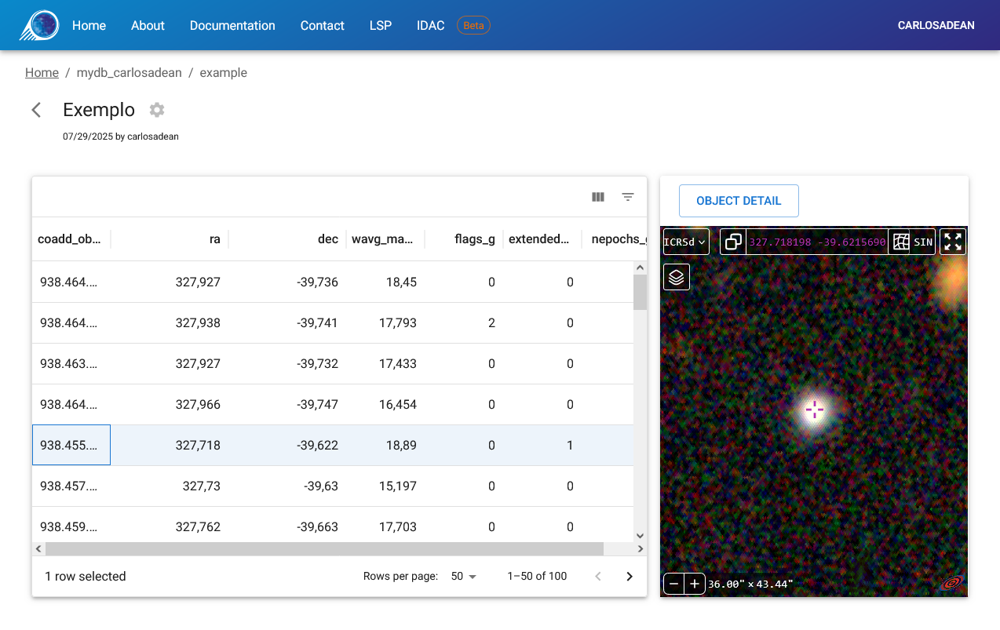 Home About Documentation Contact LSP IDAC Beta CARLOSADEAN
Home / mydb_carlosadean / example
Exemplo
07/29/2025 by carlosadean
OBJECT DETAIL
coadd_ob... ra dec wavg_ma... flags_g extended... nepochs_g
938.464.... 327,927 -39,736 18,45 0 0
938.464.... 327,938 -39,741 17,793 2 0
938.463.... 327,927 -39,732 17,433 0 0
938.464.... 327,966 -39,747 16,454 0 0
938.455.... 327,718 -39,622 18,89 0 1
938.457.... 327,73 -39,63 15,197 0 0
938.459.... 327,762 -39,663 17,703 0 0
1 row selected Rows per page: 50 1–50 of 100
ICRSd 327.718198 -39.6215690 SIN
36.00" × 43.44"